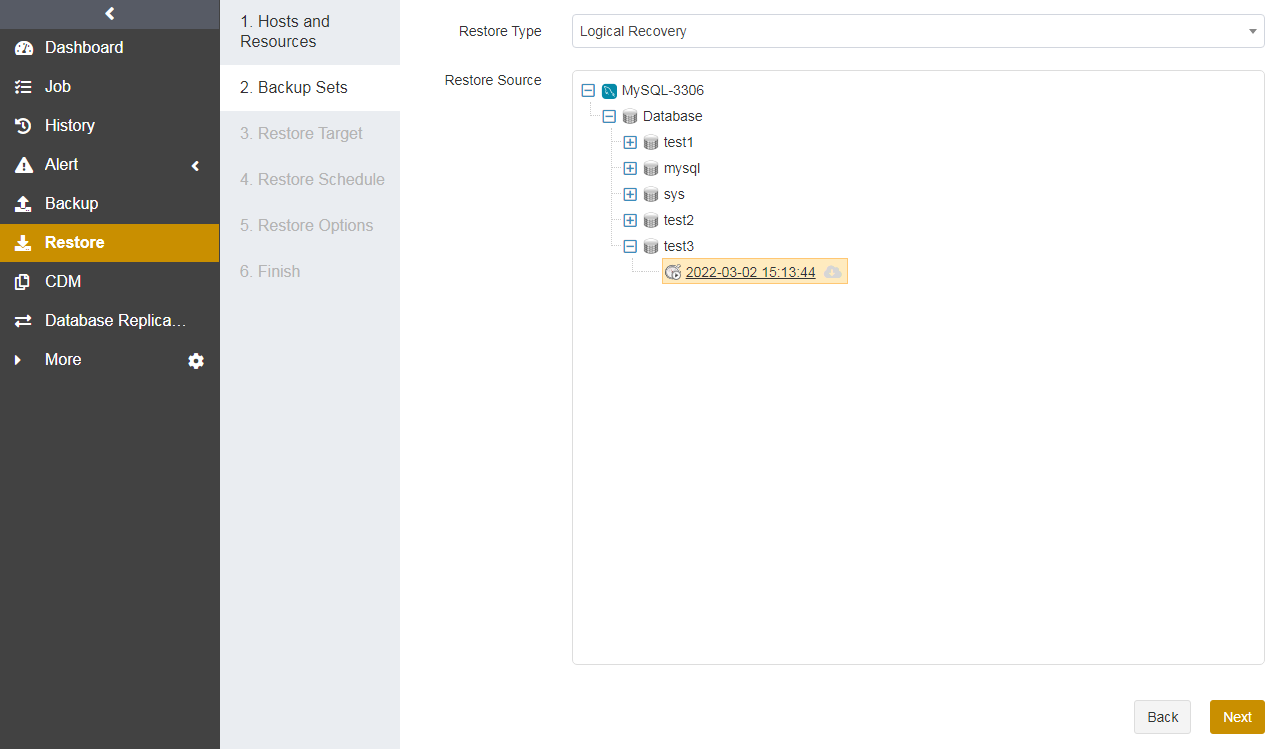 Dashboard
Job
History
Alert
Backup
Restore
CDM
Database Replica…
More
1. Hosts and
Resources
2. Backup Sets
3. Restore Target
4. Restore Schedule
5. Restore Options
6. Finish
Restore Type
Logical Recovery
Restore Source
MySQL-3306
Database
test1
mysql
sys
test2
test3
2022-03-02 15:13:44
Back
Next